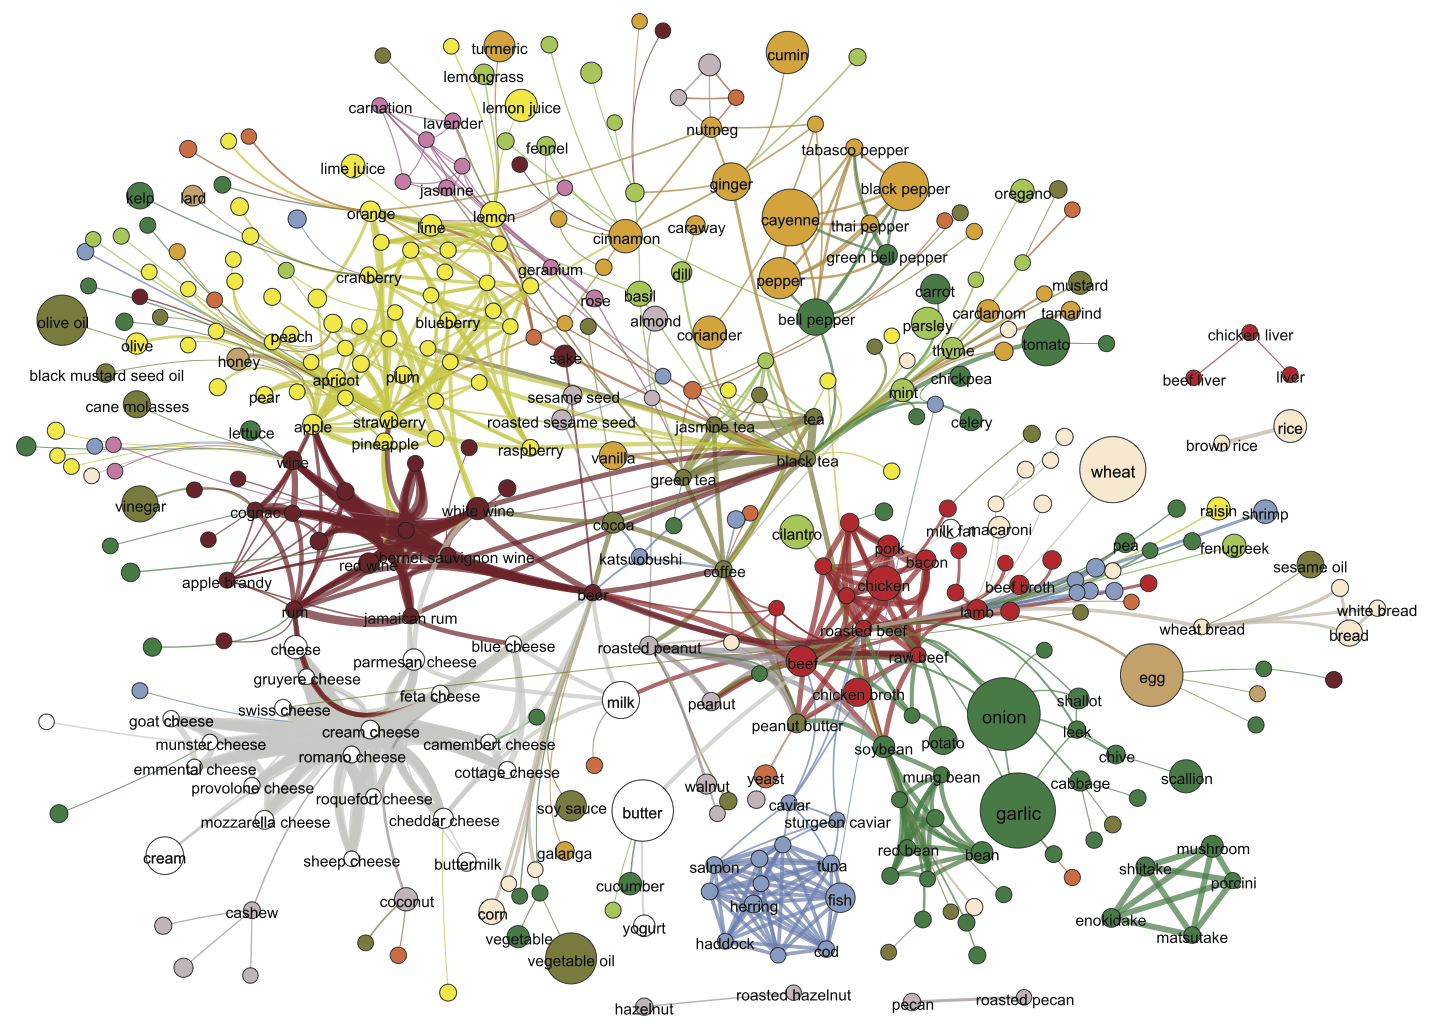 turmeric
cumin
lemongrass
carnation
lemon juice
lavender
nutmeg
fennel
tabasco pepper
lime juice
ginger
black pepper
jasmine
kelp
lard
oregano
orange
lemon
lime
cayenne
caraway
thai pepper
cinnamon
green bell pepper
geranium
cranberry
dill
pepper
mustard
carrot
rose
basil
cardamom
tamarind
olive oil
blueberry
almond
bell pepper
parsley
peach
coriander
chicken liver
olive
tomato
thyme
honey
sake
black mustard seed oil
apricot
plum
chickpea
beef liver
liver
mint
pear
sesame seed
cane molasses
strawberry
roasted sesame seed
jasmine tea
tea
celery
apple
rice
lettuce
pineapple
brown rice
raspberry
vanilla
black tea
wine
wheat
green tea
vinegar
cognac
white wine
raisin
shrimp
cocoa
cilantro
milk fat
macaroni
pea
fenugreek
pork
bernet sauvignon wine
katsuobushi
bacon
red wine
sesame oil
coffee
apple brandy
chicken
beef broth
beer
rum
lamb
white bread
jamaican rum
wheat bread
bread
roasted beef
cheese
blue cheese
roasted peanut
parmesan cheese
raw beef
beef
gruyere cheese
egg
feta cheese
chicken broth
milk
peanut
shallot
swiss cheese
goat cheese
onion
cream cheese
peanut butter
leek
munster cheese
camembert cheese
soybean
potato
romano cheese
chive
emmental cheese
cottage cheese
mung bean
yeast
scallion
cabbage
provolone cheese
walnut
roquefort cheese
caviar
soy sauce
butter
mozzarella cheese
cheddar cheese
sturgeon caviar
garlic
red bean
mushroom
cream
sheep cheese
buttermilk
galanga
bean
salmon
tuna
shiitake
porcini
cucumber
coconut
fish
herring
cashew
corn
enokidake
yogurt
vegetable
haddock
cod
matsutake
vegetable oil
roasted hazelnut
hazelnut
pecan
roasted pecan